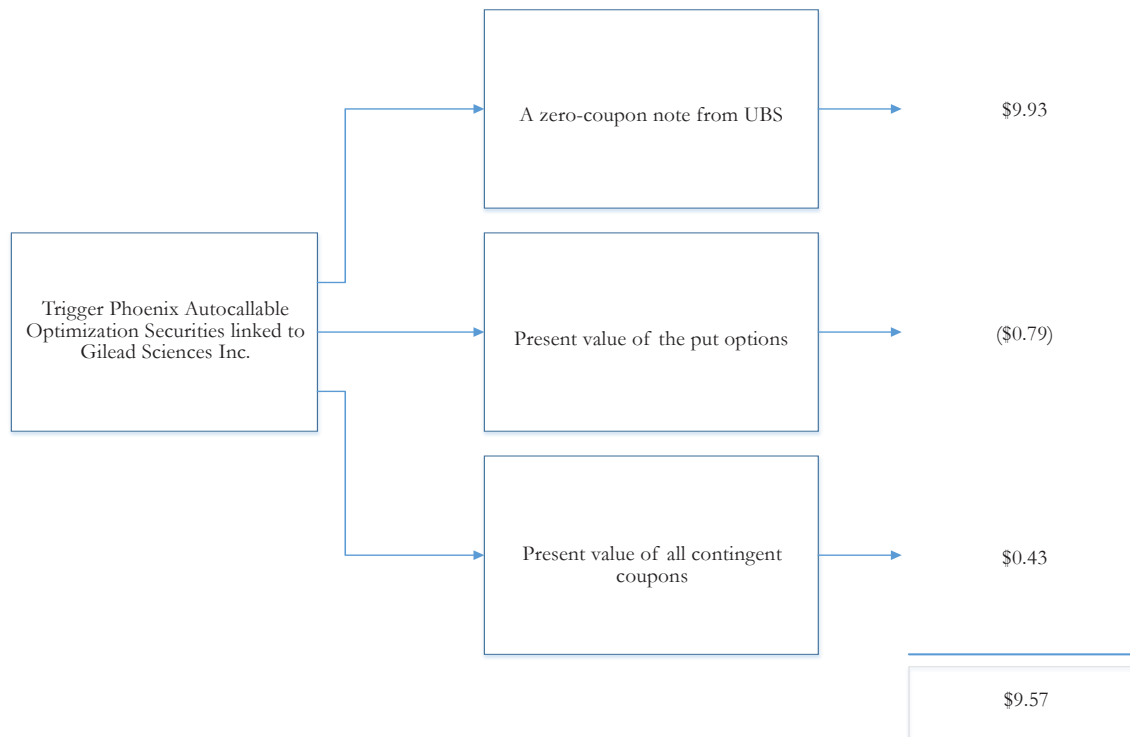 A zero-coupon note from UBS
$9.93
Trigger Phoenix Autocallable
Optimization Securities linked to
Gilead Sciences Inc.
Present value of the put options
($0.79)
Present value of all contingent
coupons
$0.43
$9.57